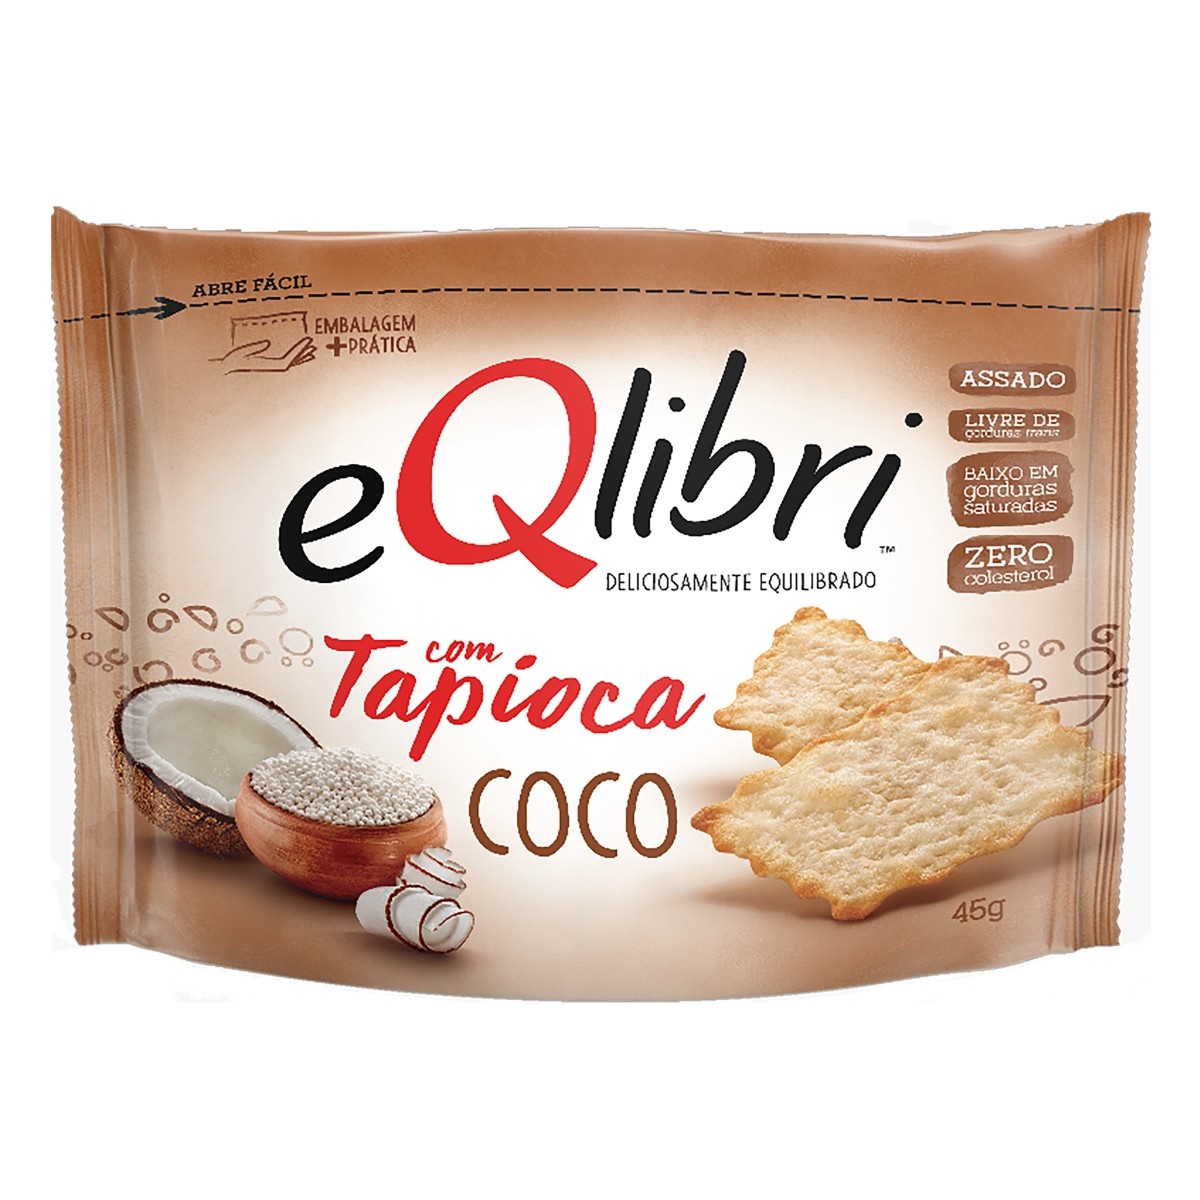 ABRE FÁCIL
EMBALAGEM
+PRÁTICA
eQlibri
TM
DELICIOSAMENTE EQUILIBRADO
ASSADO
LIVRE DE
gorduras trans
BAIXO EM
gorduras
saturadas
ZERO
colesterol
com
Tapioca
COCO
45g